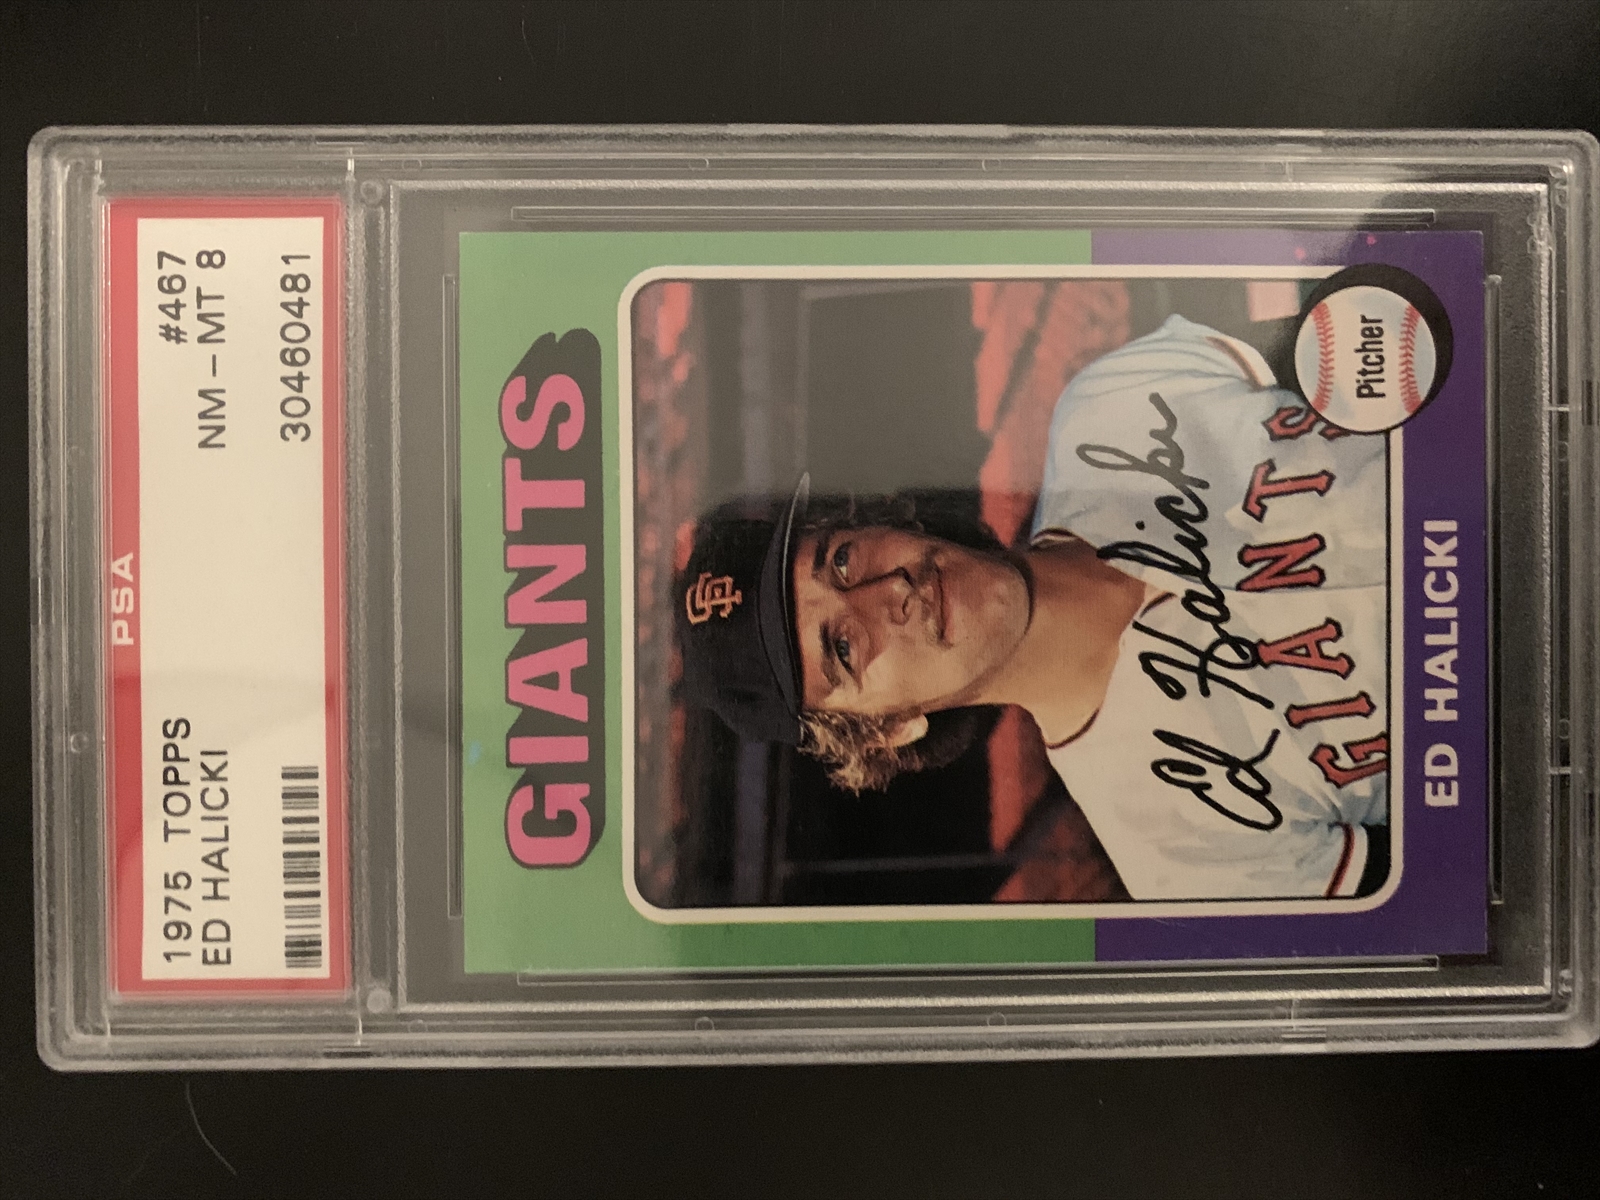 PSA
1975 TOPPS #467
ED HALICKI NM - MT 8
30460481
GIANTS
SF
Ed Halicki
GIANTS
Pitcher
ED HALICKI